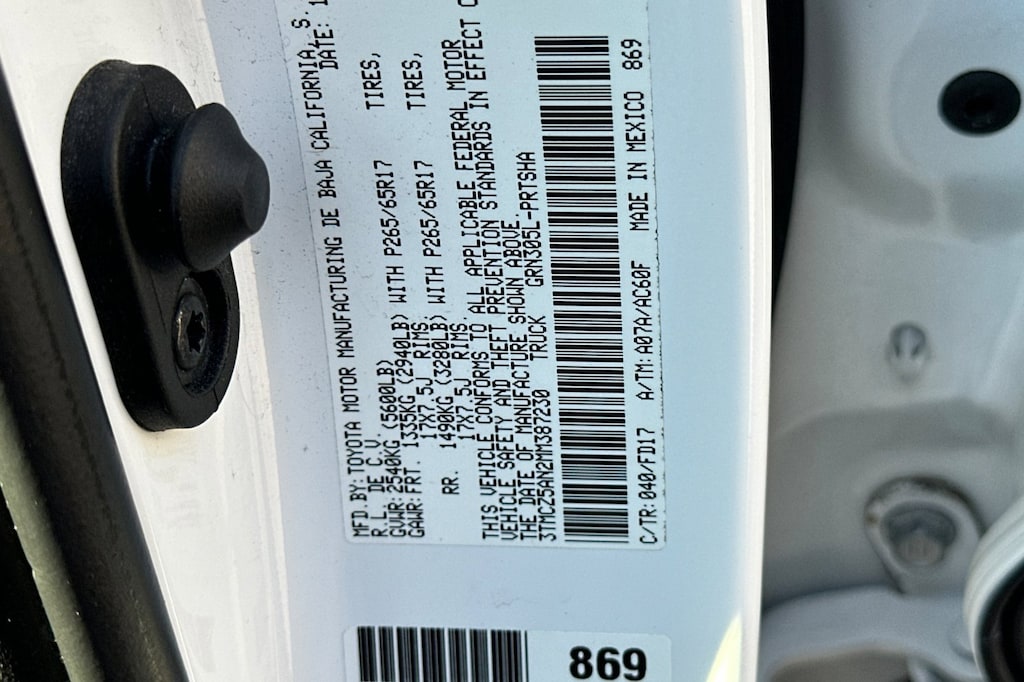 MFD.BY:TOYOTA MOTOR MANUFACTURING DE BAJA CALIFORNIA, S.
R.L. DE C.V. DATE: 1
GVWR:2540KG (5600LB)
GAWR:FRT. 1335KG (2940LB) WITH P265/65R17 TIRES,
17X7.5J RIMS,
RR. 1490KG (3280LB) WITH P265/65R17 TIRES,
17X7.5J RIMS
THIS VEHICLE CONFORMS TO ALL APPLICABLE FEDERAL MOTOR
VEHICLE SAFETY AND THEFT PREVENTION STANDARDS IN EFFECT O
THE DATE OF MANUFACTURE SHOWN ABOVE.
3TMCZ5AN2MM387230 TRUCK GRN305L-PRTSHA
C/TR:040/FD17 A/TM:A07A/AC60F MADE IN MEXICO 869
869